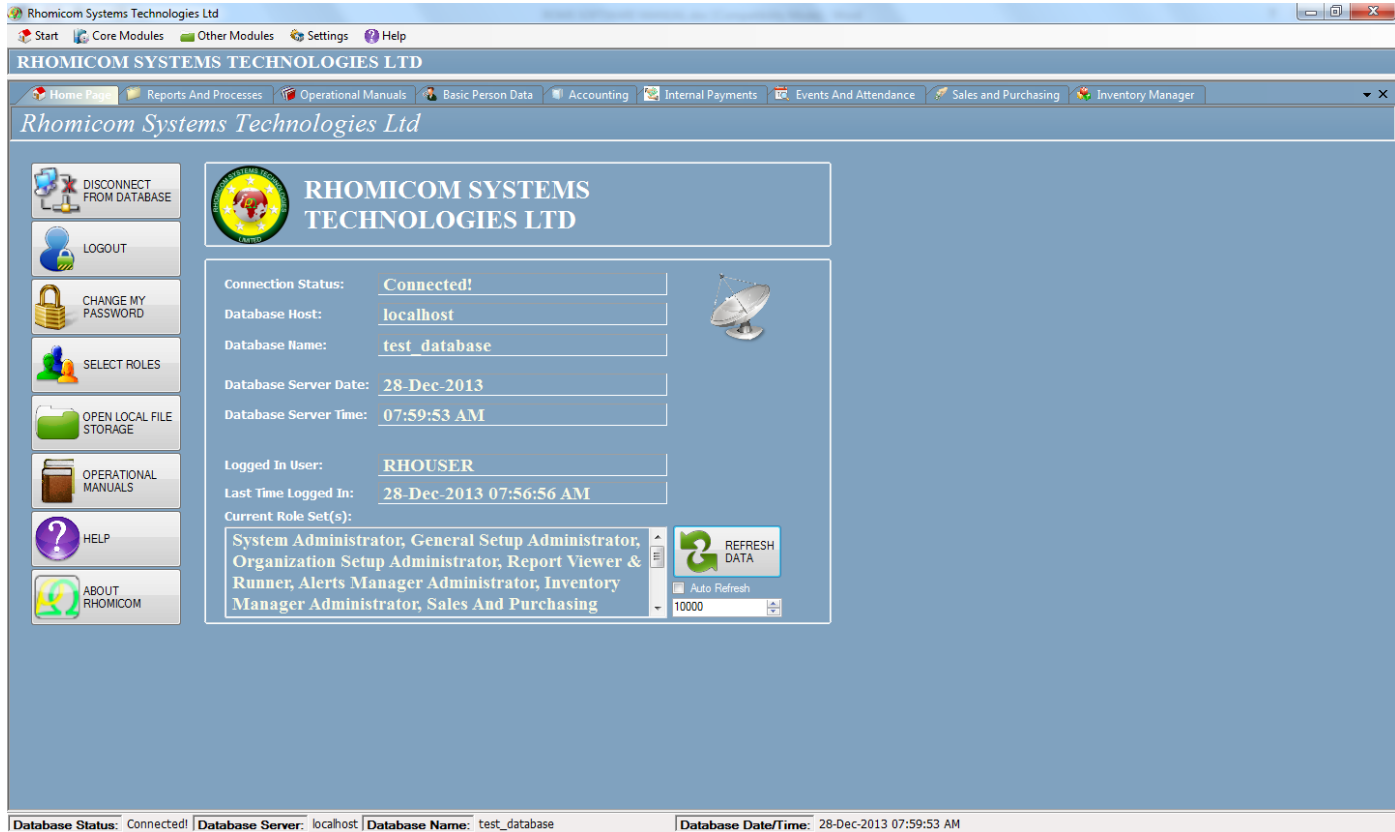 Rhomicom Systems Technologies Ltd
Start Core Modules Other Modules Settings Help
RHOMICOM SYSTEMS TECHNOLOGIES LTD
Home Page Reports And Processes Operational Manuals Basic Person Data Accounting Internal Payments Events And Attendance Sales and Purchasing Inventory Manager
Rhomicom Systems Technologies Ltd
DISCONNECT
FROM DATABASE
LOGOUT
CHANGE MY
PASSWORD
SELECT ROLES
OPEN LOCAL FILE
STORAGE
OPERATIONAL
MANUALS
HELP
ABOUT
RHOMICOM
RHOMICOM SYSTEMS TECHNOLOGIES
LIMITED
RHOMICOM SYSTEMS
TECHNOLOGIES LTD
Connection Status: Connected!
Database Host: localhost
Database Name: test_database
Database Server Date: 28-Dec-2013
Database Server Time: 07:59:53 AM
Logged In User: RHOUSER
Last Time Logged In: 28-Dec-2013 07:56:56 AM
Current Role Set(s):
System Administrator, General Setup Administrator,
Organization Setup Administrator, Report Viewer &
Runner, Alerts Manager Administrator, Inventory
Manager Administrator, Sales And Purchasing
REFRESH
DATA
Auto Refresh
10000
Database Status: Connected! Database Server: localhost Database Name: test_database Database Date/Time: 28-Dec-2013 07:59:53 AM